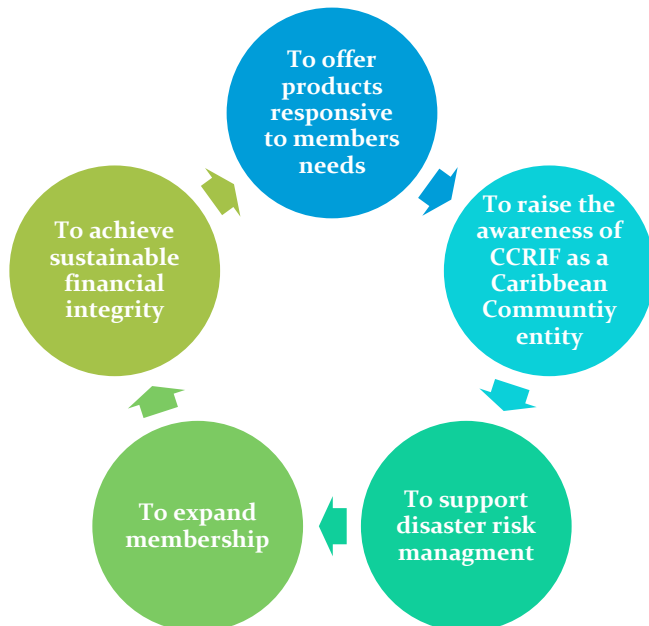 To offer
products
responsive
to members
needs
To raise the
awareness of
CCRIF as a
Caribbean
Communtiy
entity
To support
disaster risk
managment
To expand
membership
To achieve
sustainable
financial
integrity